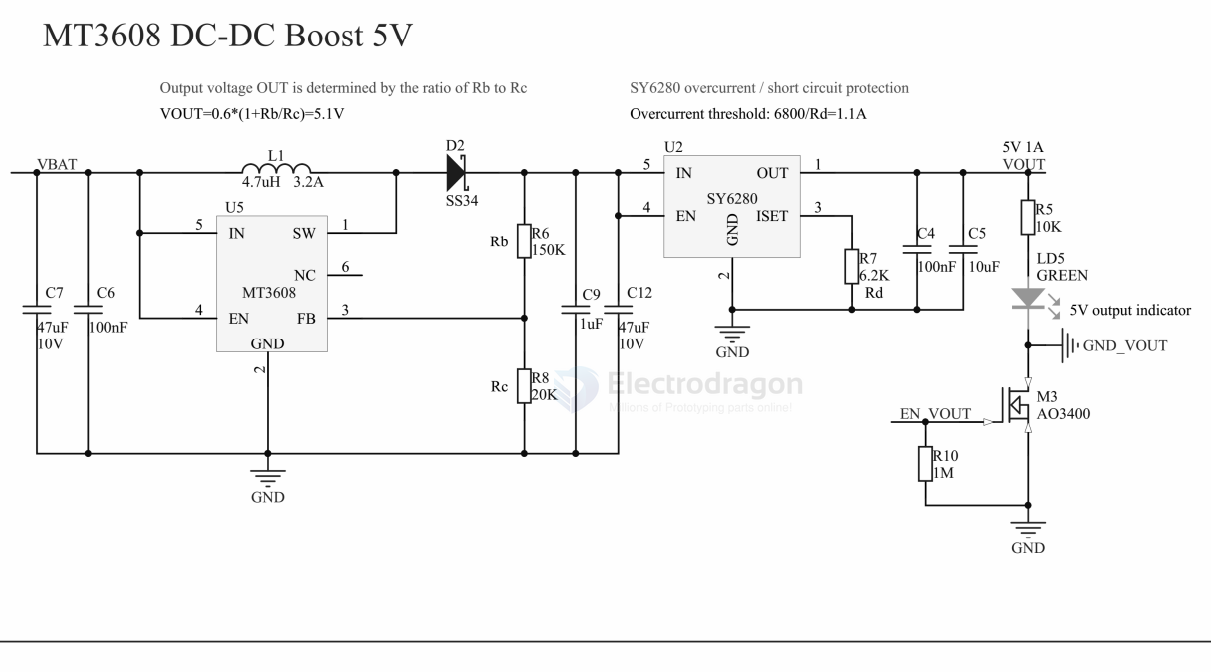 MT3608 DC-DC Boost 5V
Output voltage OUT is determined by the ratio of Rb to Rc
VOUT=0.6*(1+Rb/Rc)=5.1V
SY6280 overcurrent / short circuit protection
Overcurrent threshold: 6800/Rd=1.1A
VBAT
L1
4.7uH 3.2A
D2
SS34
U5
5 IN
SW 1
NC 6
MT3608
4 EN
FB 3
GND
2
C7
47uF
10V
C6
100nF
GND
Rb
R6
150K
Rc
R8
20K
C9
1uF
C12
47uF
10V
U2
5 IN
OUT 1
SY6280
4 EN
ISET 3
GND
2
R7
6.2K
Rd
GND
C4
100nF
C5
10uF
5V 1A
VOUT
R5
10K
LD5
GREEN
5V output indicator
GND_VOUT
M3
AO3400
EN_VOUT
R10
1M
GND
Electrodragon
Millions of Prototyping parts online!